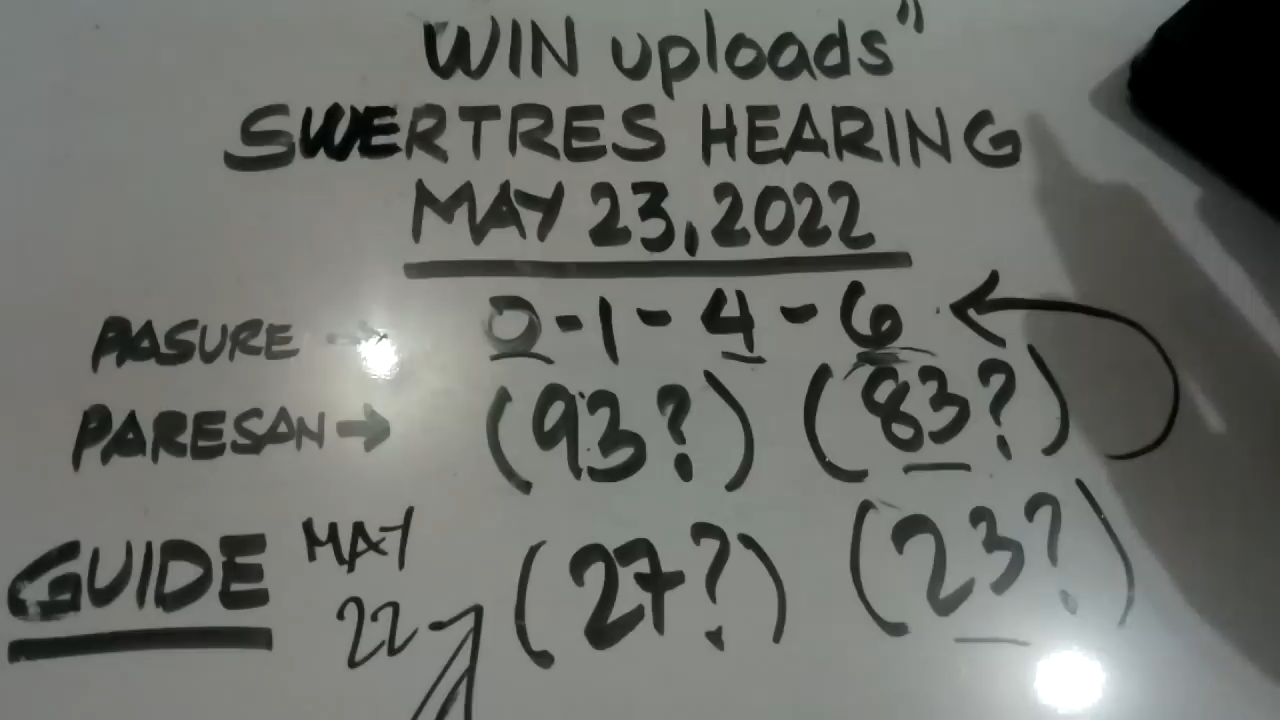 WIN uploads"
SWERTRES HEARING
MAY 23, 2022
PASURE → 0-1-4-6
PARESAN → (93?) (83?)
GUIDE MAY 22 (27?) (23?)